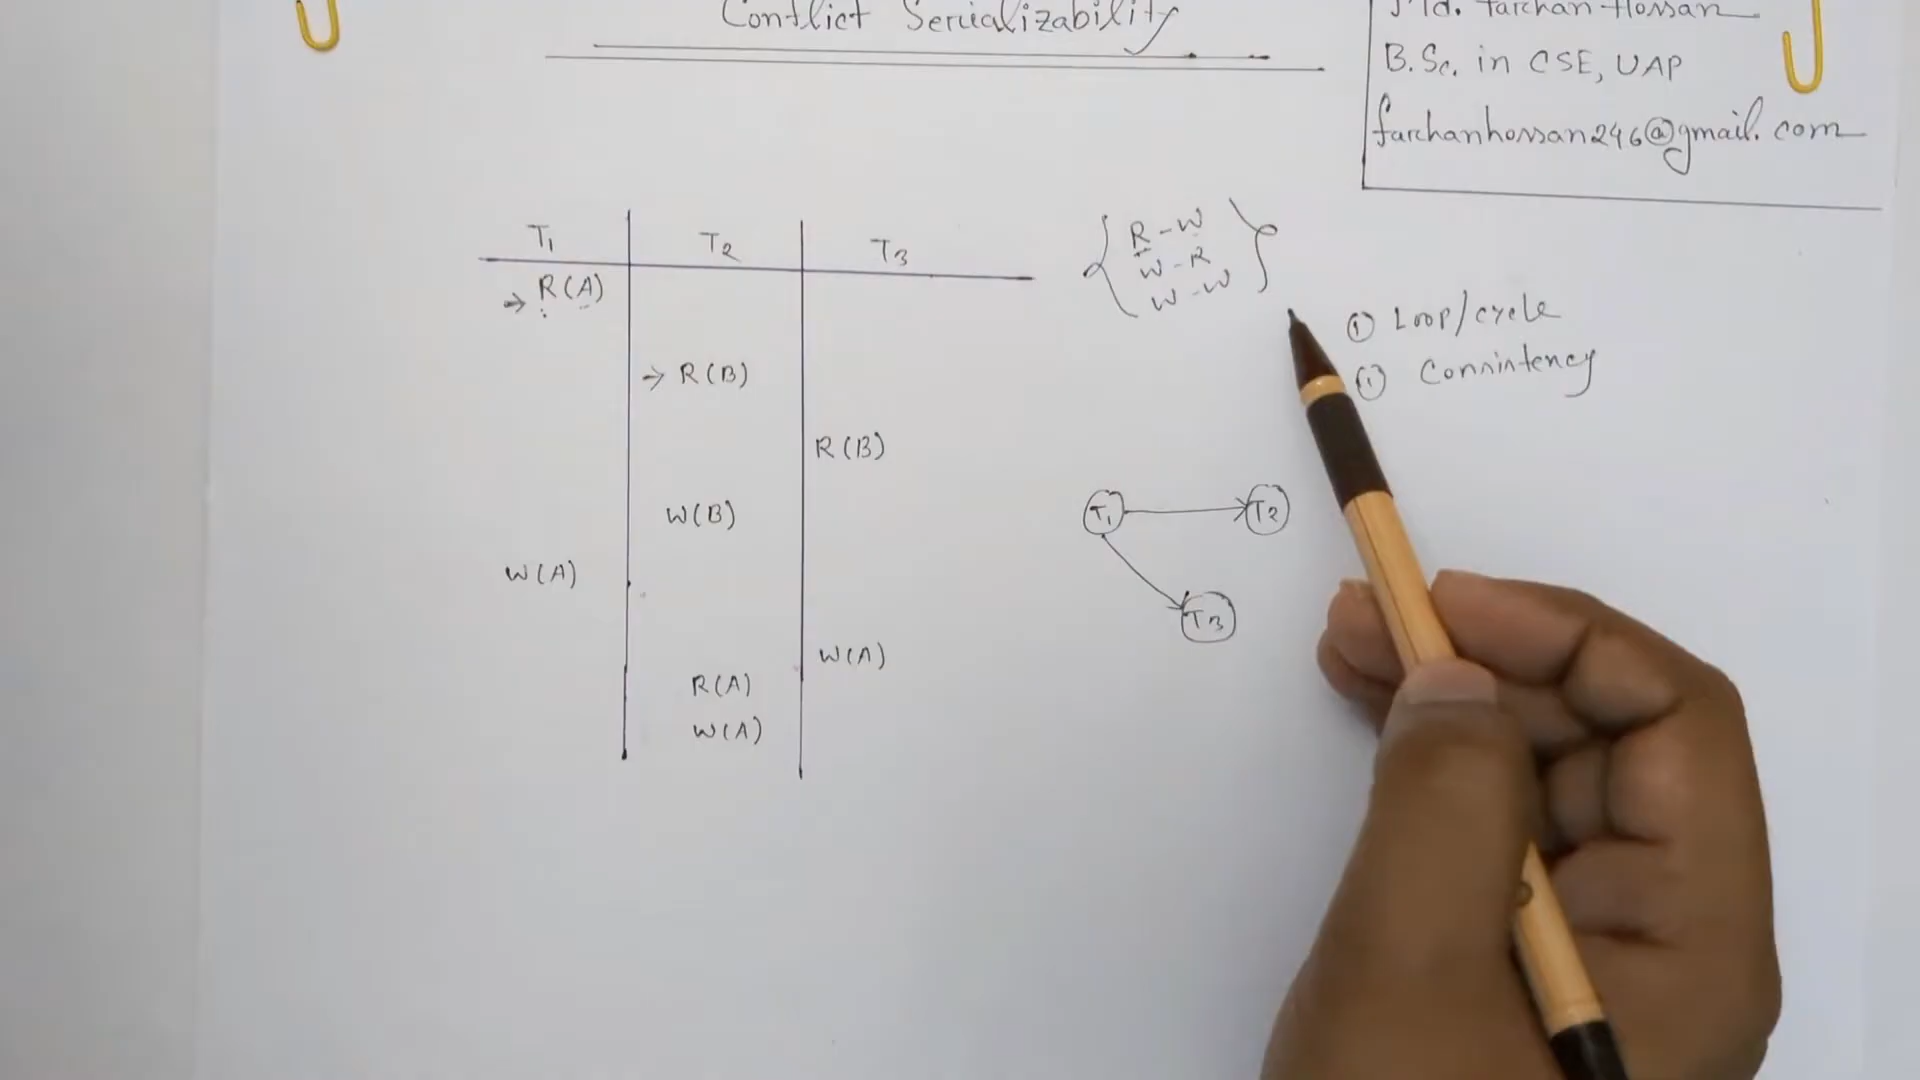 Conflict Serializability
Md. Farhan Hossan
B.Sc. in CSE, UAP
farhanhossan246@gmail.com
T1 T2 T3
→ R(A)
→ R(B)
R(B)
W(B)
W(A)
W(A)
R(A)
W(A)
R-W
W-R
W-W
① Loop/cycle
① Consistency
T1 T2
T3